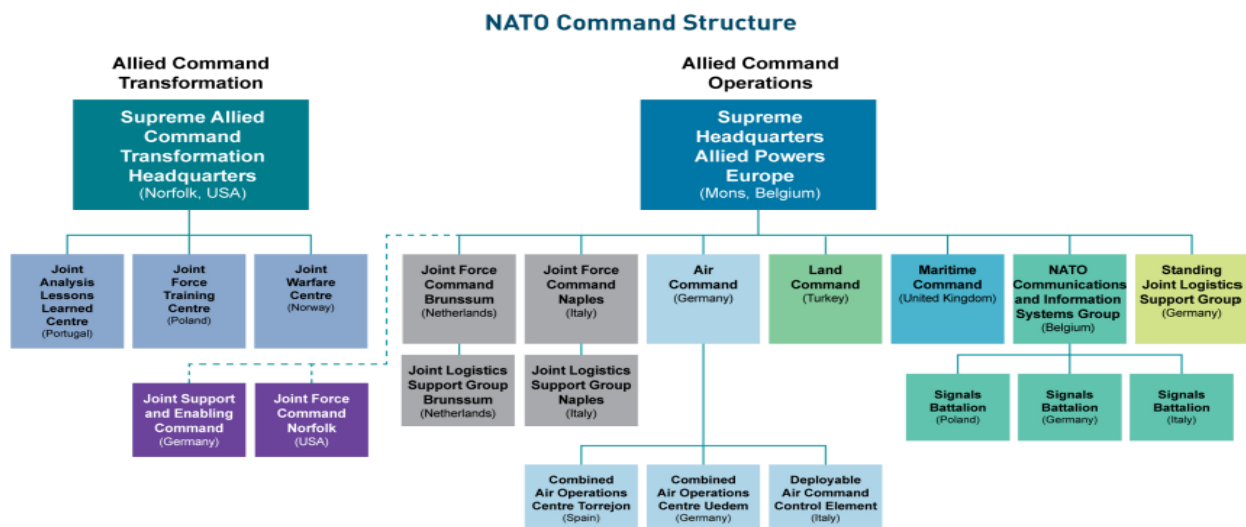 NATO Command Structure
Allied Command
Transformation
Supreme Allied
Command
Transformation
Headquarters
(Norfolk, USA)
Joint
Analysis
Lessons
Learned
Centre
(Portugal)
Joint
Force
Training
Centre
(Poland)
Joint
Warfare
Centre
(Norway)
Joint Support
and Enabling
Command
(Germany)
Joint Force
Command
Norfolk
(USA)
Allied Command
Operations
Supreme
Headquarters
Allied Powers
Europe
(Mons, Belgium)
Joint Force
Command
Brunssum
(Netherlands)
Joint Force
Command
Naples
(Italy)
Air
Command
(Germany)
Land
Command
(Turkey)
Maritime
Command
(United Kingdom)
NATO
Communications
and Information
Systems Group
(Belgium)
Standing
Joint Logistics
Support Group
(Germany)
Joint Logistics
Support Group
Brunssum
(Netherlands)
Joint Logistics
Support Group
Naples
(Italy)
Signals
Battalion
(Poland)
Signals
Battalion
(Germany)
Signals
Battalion
(Italy)
Combined
Air Operations
Centre Torrejon
(Spain)
Combined
Air Operations
Centre Uedem
(Germany)
Deployable
Air Command
Control Element
(Italy)